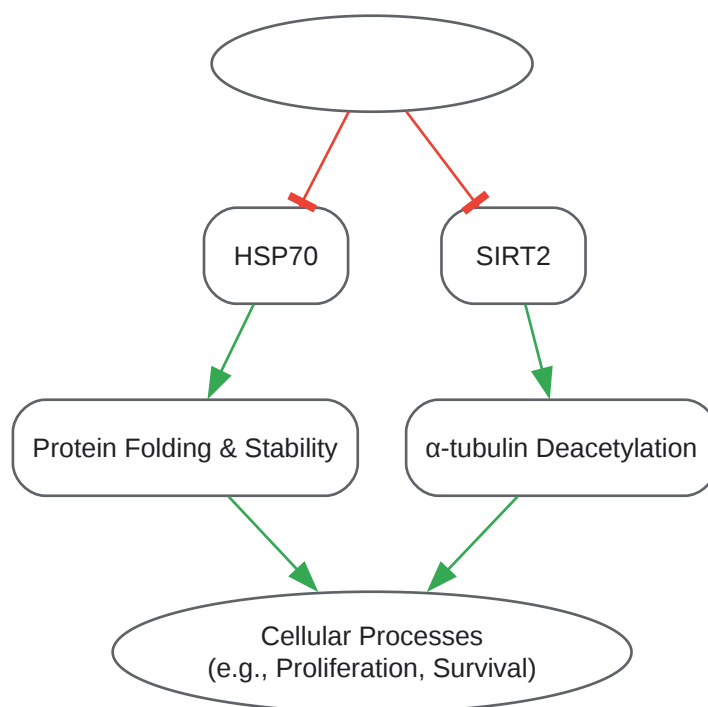 HSP70
SIRT2
Protein Folding & Stability
α-tubulin Deacetylation
Cellular Processes
(e.g., Proliferation, Survival)